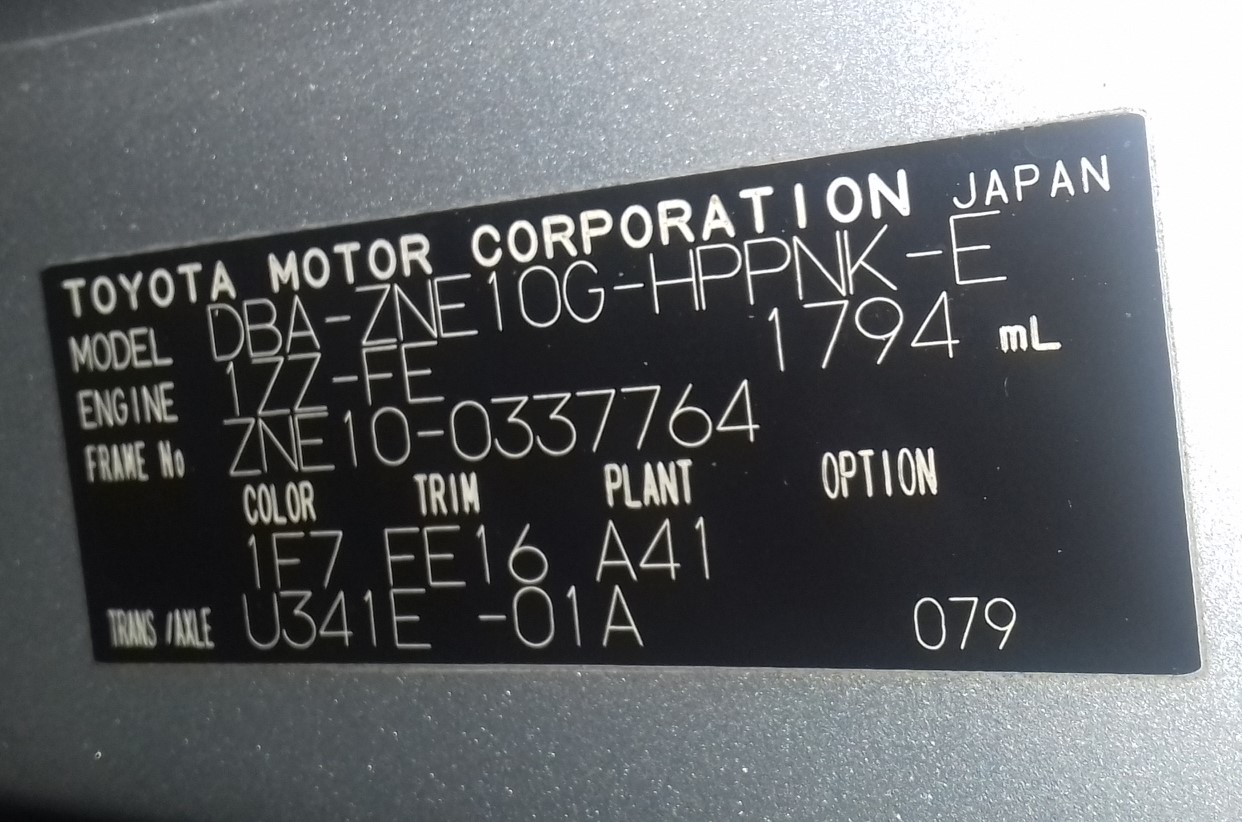 TOYOTA MOTOR CORPORATION JAPAN
MODEL DBA-ZNE10G-HPPNK-E
ENGINE 1ZZ-FE 1794 mL
FRAME No ZNE10-0337764
COLOR TRIM PLANT OPTION
1F7 FE16 A41
TRANS/AXLE U341E -01A 079